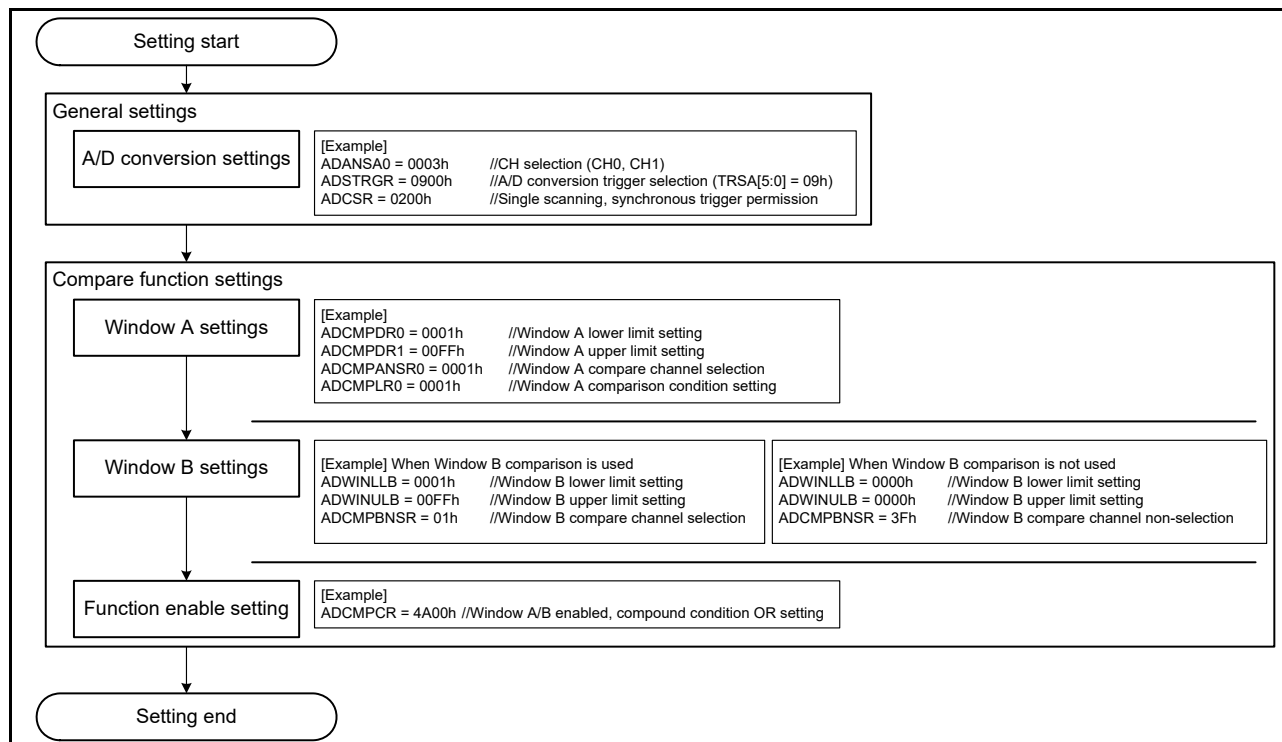 Setting start
General settings
A/D conversion settings
[Example]
ADANSA0 = 0003h //CH selection (CH0, CH1)
ADSTRGR = 0900h //A/D conversion trigger selection (TRSA[5:0] = 09h)
ADCSR = 0200h //Single scanning, synchronous trigger permission
Compare function settings
Window A settings
[Example]
ADCMPDR0 = 0001h //Window A lower limit setting
ADCMPDR1 = 00FFh //Window A upper limit setting
ADCMPANSR0 = 0001h //Window A compare channel selection
ADCMPLR0 = 0001h //Window A comparison condition setting
Window B settings
[Example] When Window B comparison is used
ADWINLLB = 0001h //Window B lower limit setting
ADWINULB = 00FFh //Window B upper limit setting
ADCMPBNSR = 01h //Window B compare channel selection
[Example] When Window B comparison is not used
ADWINLLB = 0000h //Window B lower limit setting
ADWINULB = 0000h //Window B upper limit setting
ADCMPBNSR = 3Fh //Window B compare channel non-selection
Function enable setting
[Example]
ADCMPCR = 4A00h //Window A/B enabled, compound condition OR setting
Setting end